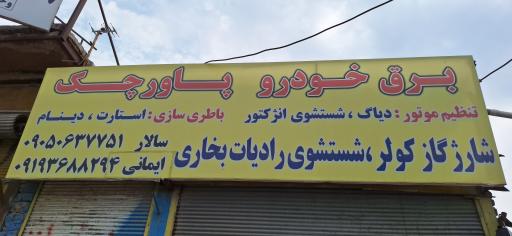 برق خودرو پاورچک
تنظیم موتور : دیاگ ، شستشوی انژکتور باطری سازی : استارت ، دینام
شارژ گاز کولر ، شستشوی رادیات بخاری
سالار ۰۹۰۵۰۶۳۷۷۵۱
ایمانی ۰۹۱۹۳۶۸۸۲۹۴